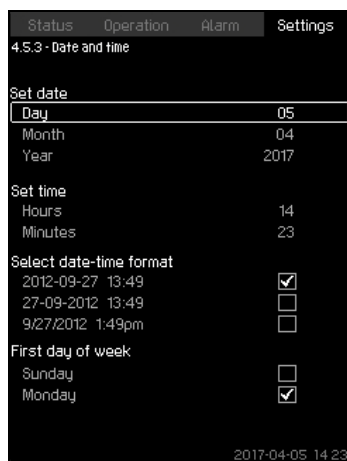 Status Operation Alarm Settings
4.5.3 - Date and time
Set date
Day 05
Month 04
Year 2017
Set time
Hours 14
Minutes 23
Select date-time format
2012-09-27 13:49
27-09-2012 13:49
9/27/2012 1:49pm
First day of week
Sunday
Monday
2017-04-05 14:23